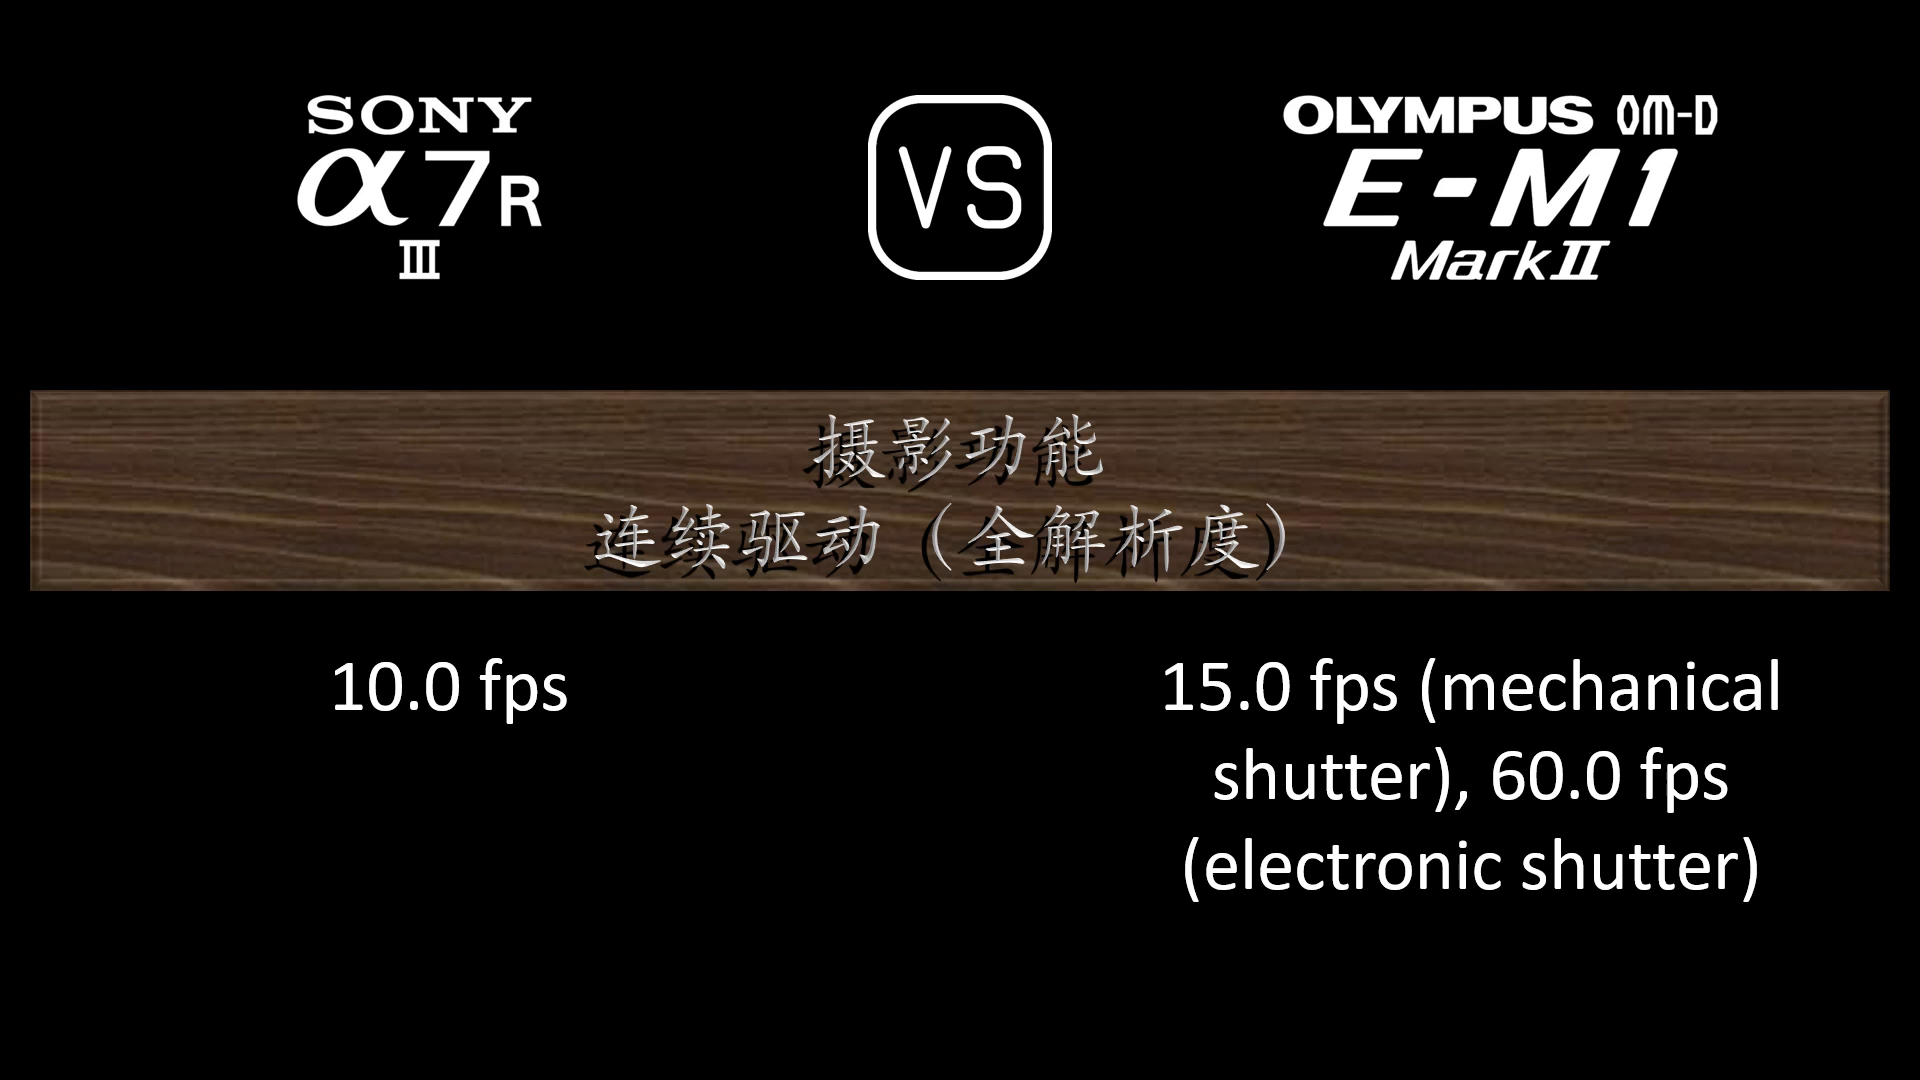 SONY
α7R
III
VS
OLYMPUS OM-D
E-M1
Mark II
摄影功能
连续驱动（全解析度）
10.0 fps
15.0 fps (mechanical
shutter), 60.0 fps
(electronic shutter)